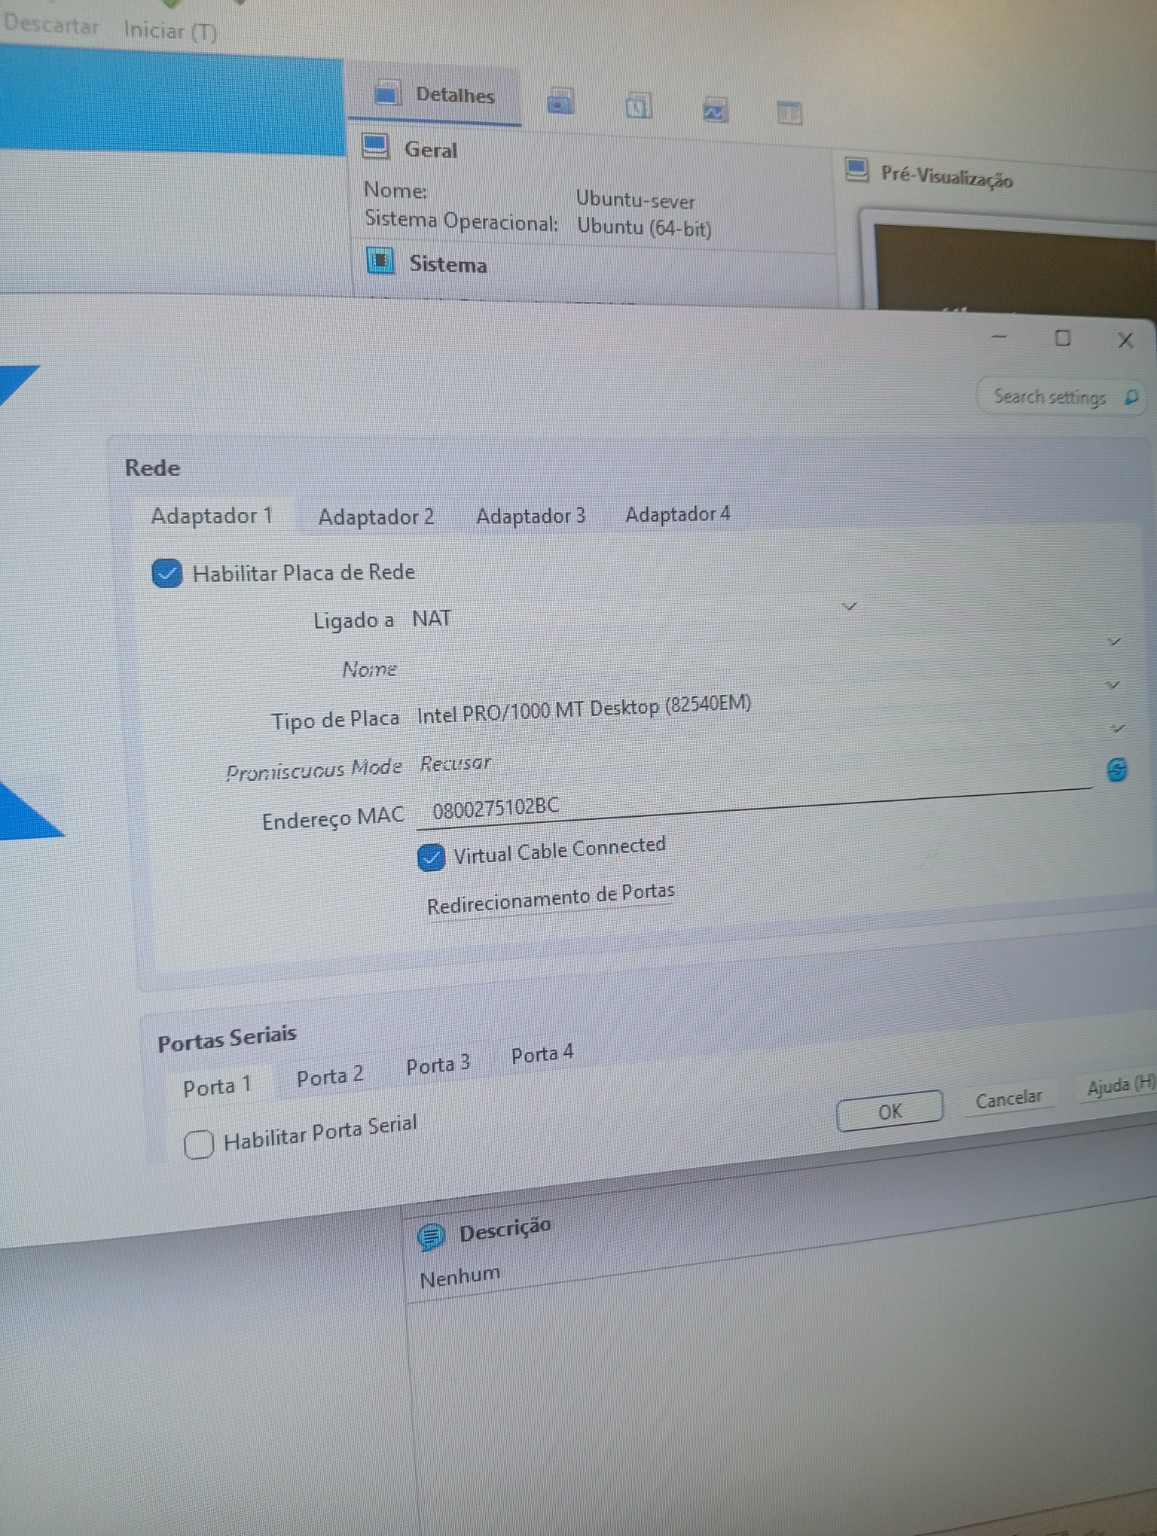 Descartar Iniciar (T)
Detalhes
Geral
Pré-Visualização
Nome: Ubuntu-sever
Sistema Operacional: Ubuntu (64-bit)
Sistema
Search settings
Rede
Adaptador 1 Adaptador 2 Adaptador 3 Adaptador 4
Habilitar Placa de Rede
Ligado a NAT
Nome
Tipo de Placa Intel PRO/1000 MT Desktop (82540EM)
Promiscuous Mode Recusar
Endereço MAC 0800275102BC
Virtual Cable Connected
Redirecionamento de Portas
Portas Seriais
Porta 1 Porta 2 Porta 3 Porta 4
Habilitar Porta Serial
OK Cancelar Ajuda (H)
Descrição
Nenhum